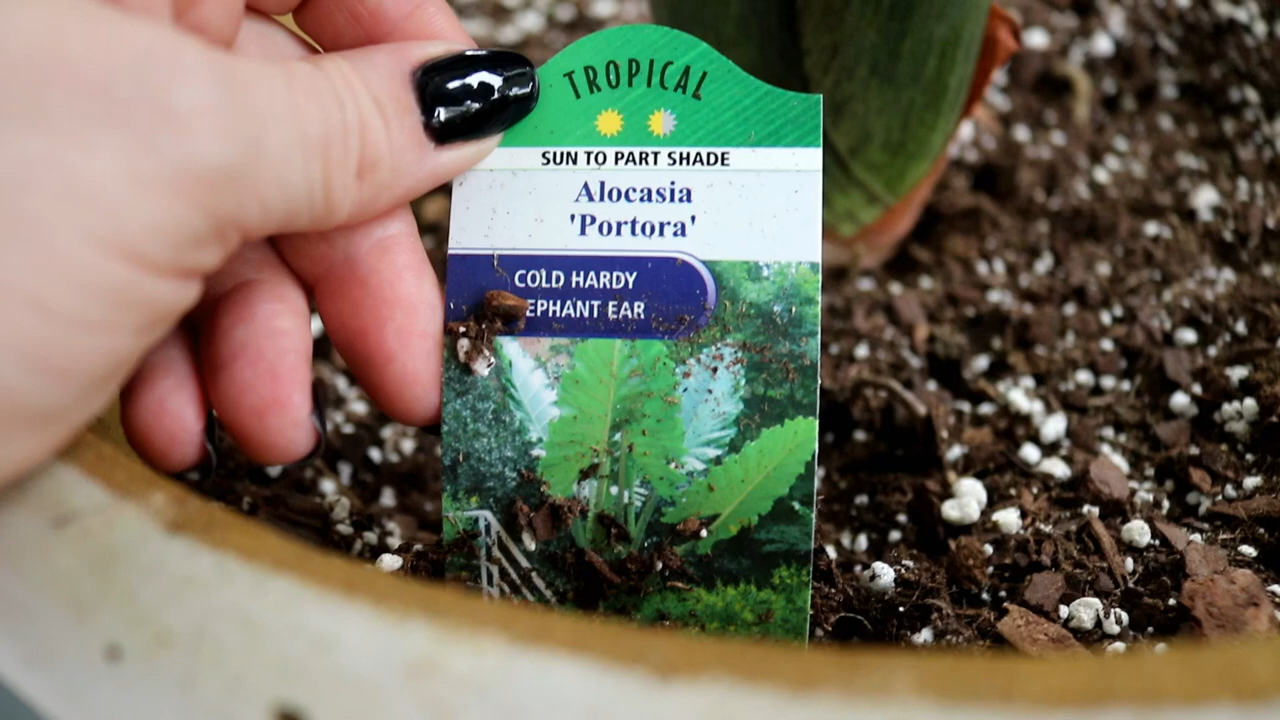 TROPICAL
SUN TO PART SHADE
Alocasia
'Portora'
COLD HARDY
EPHANT EAR